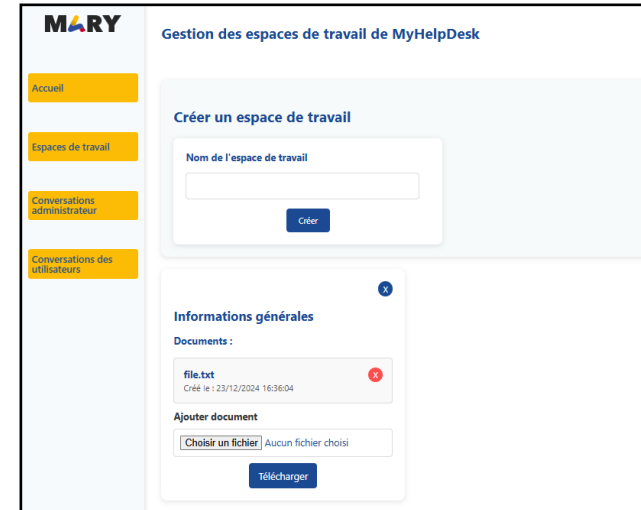 MARY
Gestion des espaces de travail de MyHelpDesk
Accueil
Espaces de travail
Conversations
administrateur
Conversations des
utilisateurs
Créer un espace de travail
Nom de l'espace de travail
Créer
X
Informations générales
Documents :
file.txt
X
Créé le : 23/12/2024 16:36:04
Ajouter document
Choisir un fichier Aucun fichier choisi
Télécharger